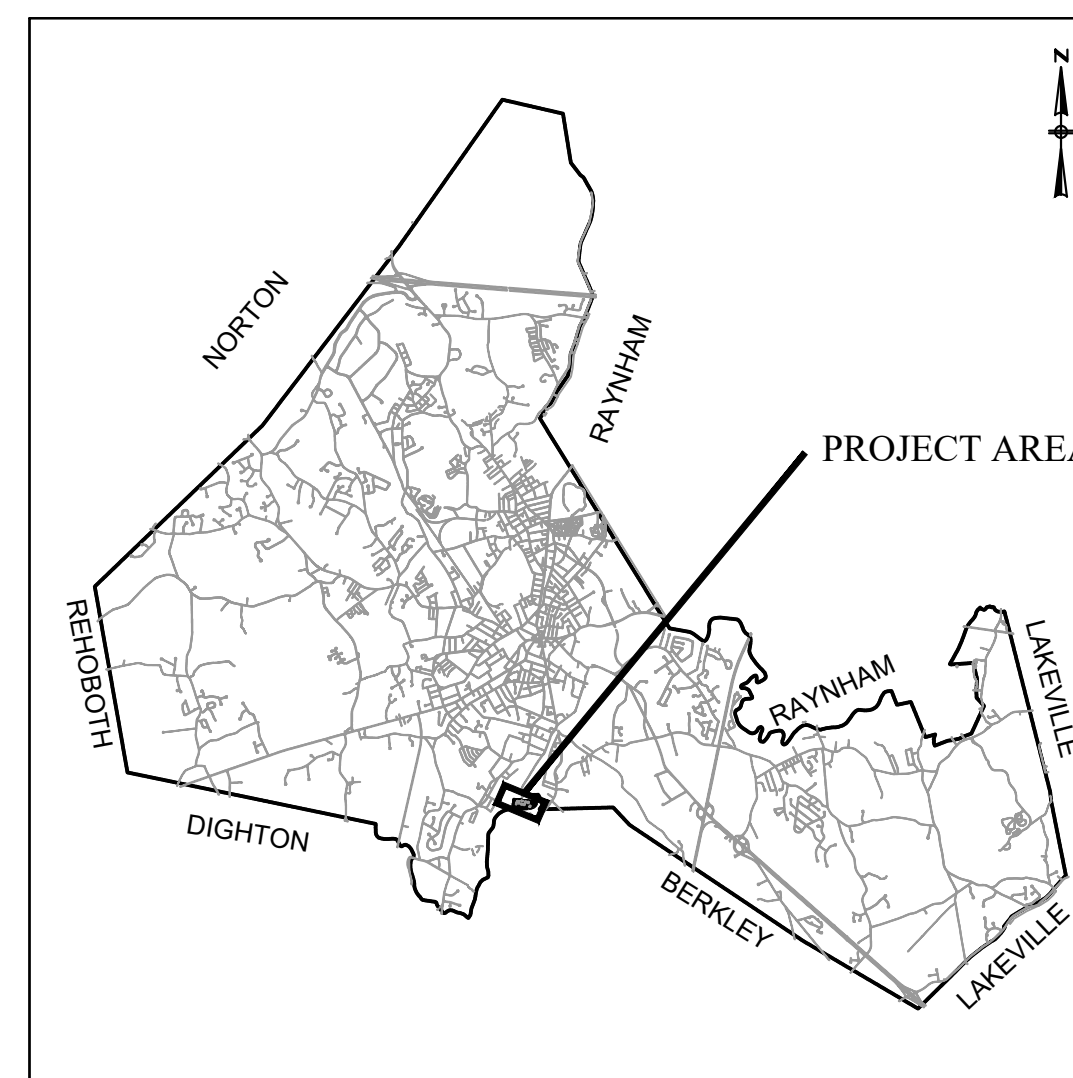 N
NORTON
RAYNHAM
PROJECT AREA
REHOBOTH
LAKEVILLE
RAYNHAM
DIGHTON
BERKLEY
LAKEVILLE